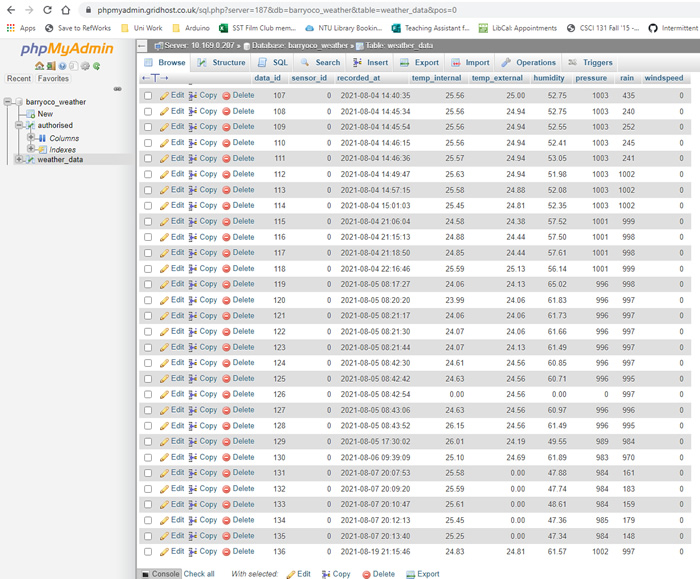 phpmyadmin.gridhost.co.uk/sql.php?server=187&db=barryoco_weather&table=weather_data&pos=0
Apps Save to RefWorks Uni Work Arduino SST Film Club mem... NTU Library Booking... Teaching Assistant f... LibCal: Appointments CSCI 131 Fall '15 -... Intermittent
phpMyAdmin
Recent Favorites
barryoco_weather
New
authorised
Columns
Indexes
weather_data
Server: 10.169.0.207 » Database: barryoco_weather » Table: weather_data
Browse Structure SQL Search Insert Export Import Operations Triggers
data_id sensor_id recorded_at temp_internal temp_external humidity pressure rain windspeed
Edit Copy Delete 107 0 2021-08-04 14:40:35 25.56 25.00 52.75 1003 435 0
Edit Copy Delete 108 0 2021-08-04 14:45:34 25.56 24.94 52.75 1003 240 0
Edit Copy Delete 109 0 2021-08-04 14:45:54 25.56 24.94 52.55 1003 252 0
Edit Copy Delete 110 0 2021-08-04 14:46:15 25.56 24.94 52.41 1003 245 0
Edit Copy Delete 111 0 2021-08-04 14:46:36 25.57 24.94 53.05 1003 241 0
Edit Copy Delete 112 0 2021-08-04 14:49:47 25.63 24.94 51.98 1003 1002 0
Edit Copy Delete 113 0 2021-08-04 14:57:15 25.58 24.88 52.08 1003 1002 0
Edit Copy Delete 114 0 2021-08-04 15:01:03 25.45 24.81 52.35 1003 1002 0
Edit Copy Delete 115 0 2021-08-04 21:06:04 24.58 24.38 57.52 1001 999 0
Edit Copy Delete 116 0 2021-08-04 21:15:13 24.88 24.44 57.50 1001 998 0
Edit Copy Delete 117 0 2021-08-04 21:18:50 24.85 24.44 57.61 1001 998 0
Edit Copy Delete 118 0 2021-08-04 22:16:46 25.59 25.13 56.14 1001 999 0
Edit Copy Delete 119 0 2021-08-05 08:17:27 24.06 24.13 65.02 996 998 0
Edit Copy Delete 120 0 2021-08-05 08:20:20 23.99 24.06 61.83 996 997 0
Edit Copy Delete 121 0 2021-08-05 08:21:17 24.06 24.06 61.73 996 997 0
Edit Copy Delete 122 0 2021-08-05 08:21:30 24.07 24.06 61.66 996 997 0
Edit Copy Delete 123 0 2021-08-05 08:21:44 24.07 24.13 61.49 996 997 0
Edit Copy Delete 124 0 2021-08-05 08:42:30 24.61 24.56 60.85 996 997 0
Edit Copy Delete 125 0 2021-08-05 08:42:42 24.63 24.56 60.71 996 995 0
Edit Copy Delete 126 0 2021-08-05 08:42:54 0.00 24.56 0.00 0 997 0
Edit Copy Delete 127 0 2021-08-05 08:43:06 24.63 24.56 60.97 996 996 0
Edit Copy Delete 128 0 2021-08-05 08:43:52 26.15 24.56 61.49 996 995 0
Edit Copy Delete 129 0 2021-08-05 17:30:02 26.01 24.19 49.55 989 984 0
Edit Copy Delete 130 0 2021-08-06 09:39:09 25.10 24.69 61.89 983 970 0
Edit Copy Delete 131 0 2021-08-07 20:07:53 25.58 0.00 47.88 984 161 0
Edit Copy Delete 132 0 2021-08-07 20:09:20 25.59 0.00 47.74 984 183 0
Edit Copy Delete 133 0 2021-08-07 20:10:47 25.61 0.00 48.61 984 159 0
Edit Copy Delete 134 0 2021-08-07 20:12:13 25.45 0.00 47.36 985 179 0
Edit Copy Delete 135 0 2021-08-07 20:13:40 25.25 0.00 47.34 984 148 0
Edit Copy Delete 136 0 2021-08-19 21:15:46 24.83 24.81 61.57 1002 997 0
Console Check all With selected: Edit Copy Delete Export